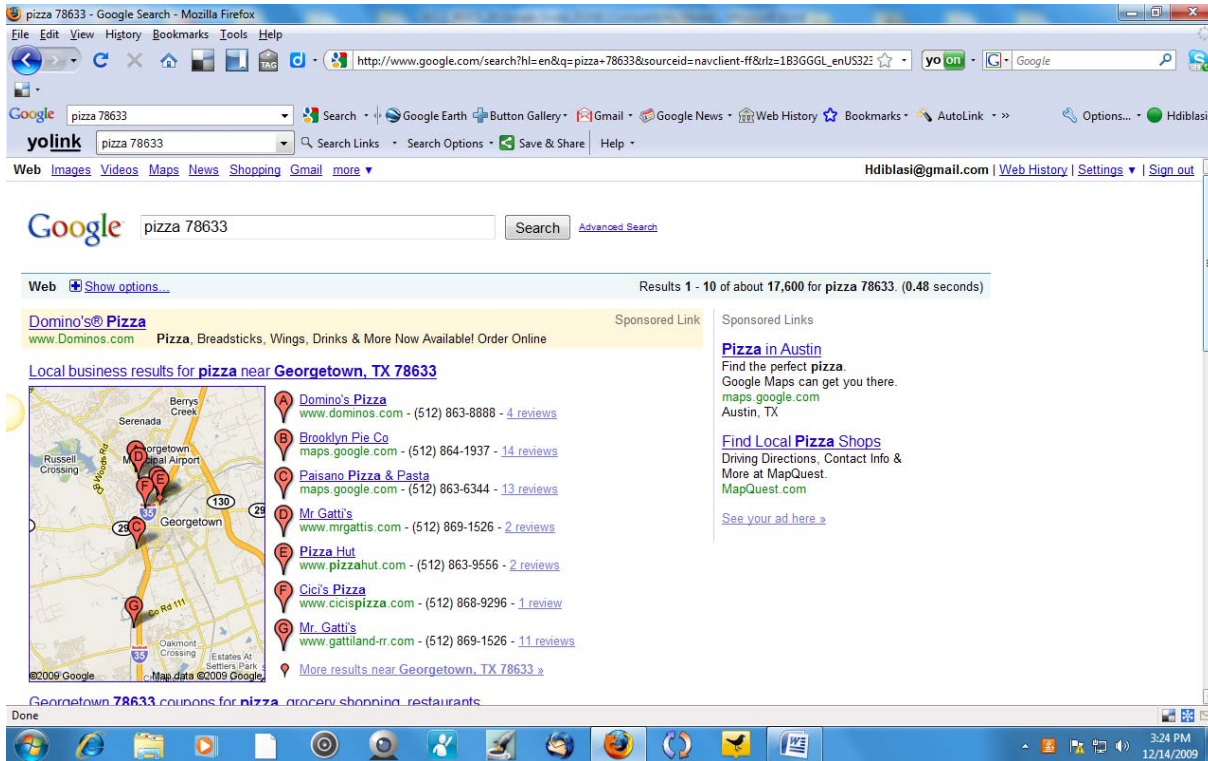 pizza 78633 - Google Search - Mozilla Firefox
File Edit View History Bookmarks Tools Help
TAG http://www.google.com/search?hl=en&q=pizza+78633&sourceid=navclient-ff&rlz=1B3GGGL_enUS323 yo on G Google
Google pizza 78633 Search Google Earth Button Gallery Gmail Google News Web History Bookmarks AutoLink » Options... Hdiblasi
yolink pizza 78633 Search Links Search Options Save & Share Help
Web Images Videos Maps News Shopping Gmail more ▼ Hdiblasi@gmail.com | Web History | Settings ▼ | Sign out
Google pizza 78633 Search Advanced Search
Web Show options... Results 1 - 10 of about 17,600 for pizza 78633. (0.48 seconds)
Domino's® Pizza Sponsored Link
www.Dominos.com Pizza, Breadsticks, Wings, Drinks & More Now Available! Order Online
Local business results for pizza near Georgetown, TX 78633
Berrys
Creek
Serenada
Russell
Crossing
Georgetown
Municipal Airport
D
F
E
130
35
29
Georgetown
29
C
G
Co Rd 111
Oakmont
Crossing
35
Estates At
Settlers Park
©2009 Google Map data ©2009 Google
A Domino's Pizza
www.dominos.com - (512) 863-8888 - 4 reviews
B Brooklyn Pie Co
maps.google.com - (512) 864-1937 - 14 reviews
C Paisano Pizza & Pasta
maps.google.com - (512) 863-6344 - 13 reviews
D Mr Gatti's
www.mrgattis.com - (512) 869-1526 - 2 reviews
E Pizza Hut
www.pizzahut.com - (512) 863-9556 - 2 reviews
F Cici's Pizza
www.cicispizza.com - (512) 868-9296 - 1 review
G Mr. Gatti's
www.gattiland-rr.com - (512) 869-1526 - 11 reviews
More results near Georgetown, TX 78633 »
Sponsored Links
Pizza in Austin
Find the perfect pizza.
Google Maps can get you there.
maps.google.com
Austin, TX
Find Local Pizza Shops
Driving Directions, Contact Info &
More at MapQuest.
MapQuest.com
See your ad here »
Georgetown 78633 coupons for pizza, grocery shopping, restaurants
Done
3:24 PM
12/14/2009